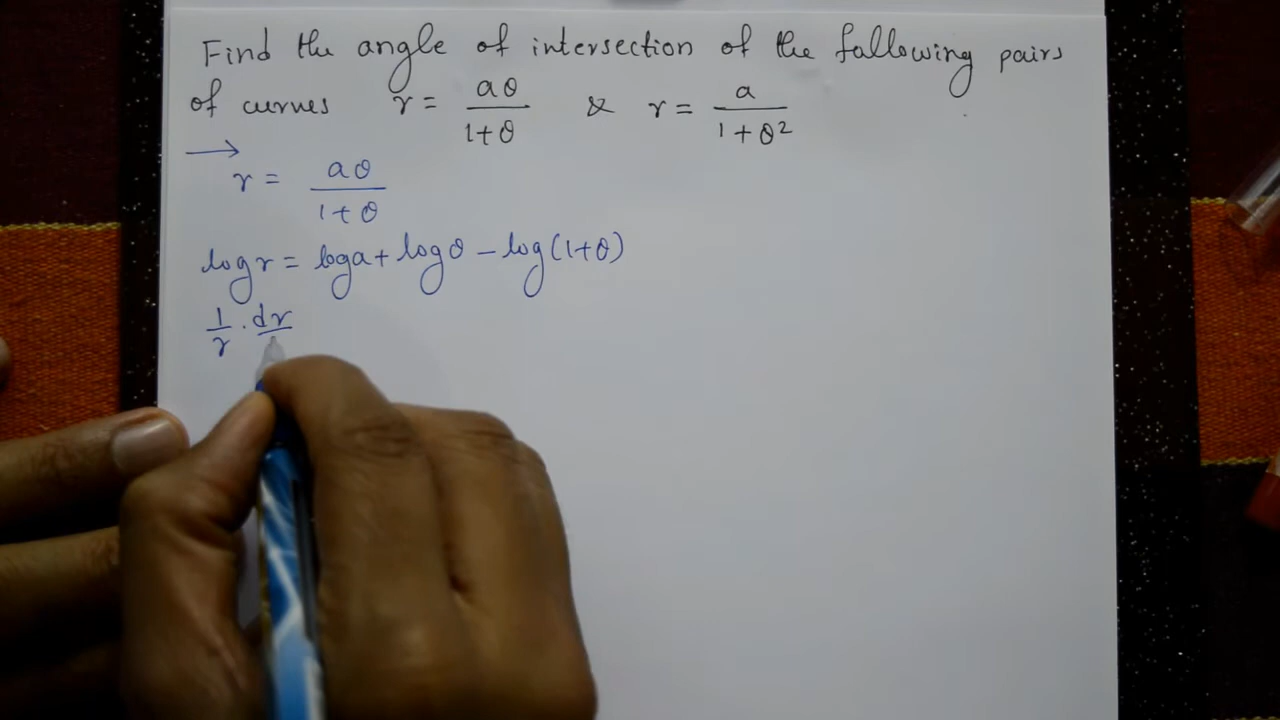 Find the angle of intersection of the following pairs
of curves r = aθ/1+θ & r = a/1+θ²
→
r = aθ/1+θ
log r = log a + log θ - log(1+θ)
1/r . dr